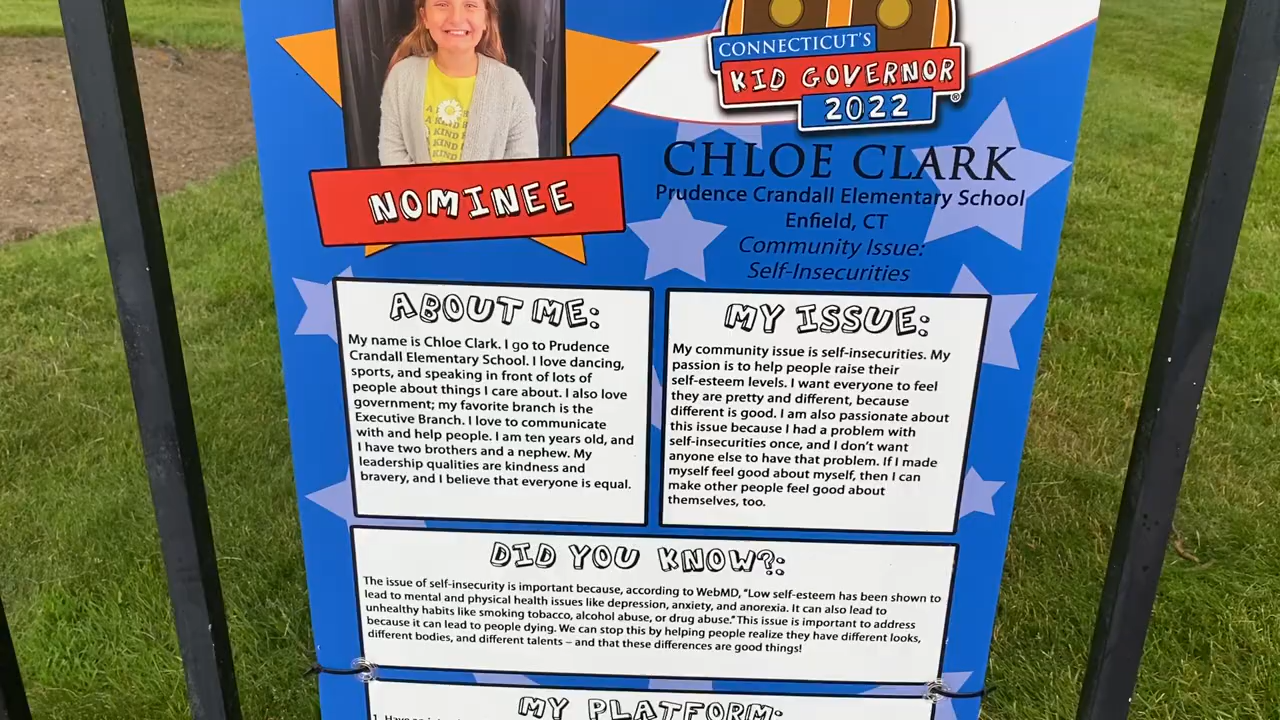 CONNECTICUT'S
KID GOVERNOR
2022
®
NOMINEE
CHLOE CLARK
Prudence Crandall Elementary School
Enfield, CT
Community Issue:
Self-Insecurities
ABOUT ME:
My name is Chloe Clark. I go to Prudence
Crandall Elementary School. I love dancing,
sports, and speaking in front of lots of
people about things I care about. I also love
government; my favorite branch is the
Executive Branch. I love to communicate
with and help people. I am ten years old, and
I have two brothers and a nephew. My
leadership qualities are kindness and
bravery, and I believe that everyone is equal.
MY ISSUE:
My community issue is self-insecurities. My
passion is to help people raise their
self-esteem levels. I want everyone to feel
they are pretty and different, because
different is good. I am also passionate about
this issue because I had a problem with
self-insecurities once, and I don't want
anyone else to have that problem. If I made
myself feel good about myself, then I can
make other people feel good about
themselves, too.
DID YOU KNOW?:
The issue of self-insecurity is important because, according to WebMD, "Low self-esteem has been shown to
lead to mental and physical health issues like depression, anxiety, and anorexia. It can also lead to
unhealthy habits like smoking tobacco, alcohol abuse, or drug abuse." This issue is important to address
because it can lead to people dying. We can stop this by helping people realize they have different looks,
different bodies, and different talents – and that these differences are good things!
MY PLATFORM: